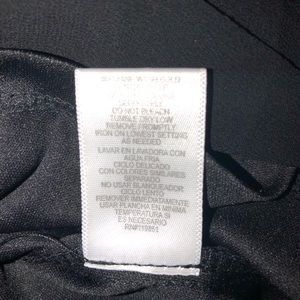 DO NOT BLEACH
TUMBLE DRY LOW
REMOVE PROMPTLY
IRON ON LOWEST SETTING
AS NEEDED
LAVAR EN LAVADORA CON
AGUA FRIA
CICLO DELICADO
CON COLORES SIMILARES
SEPARADO
NO USAR BLANQUEADOR
CICLO LENTO
REMUEVA RAPIDAMENTE
USAR PLANCHA EN MINIMA
TEMPERATURA SI
ES NECESARIO